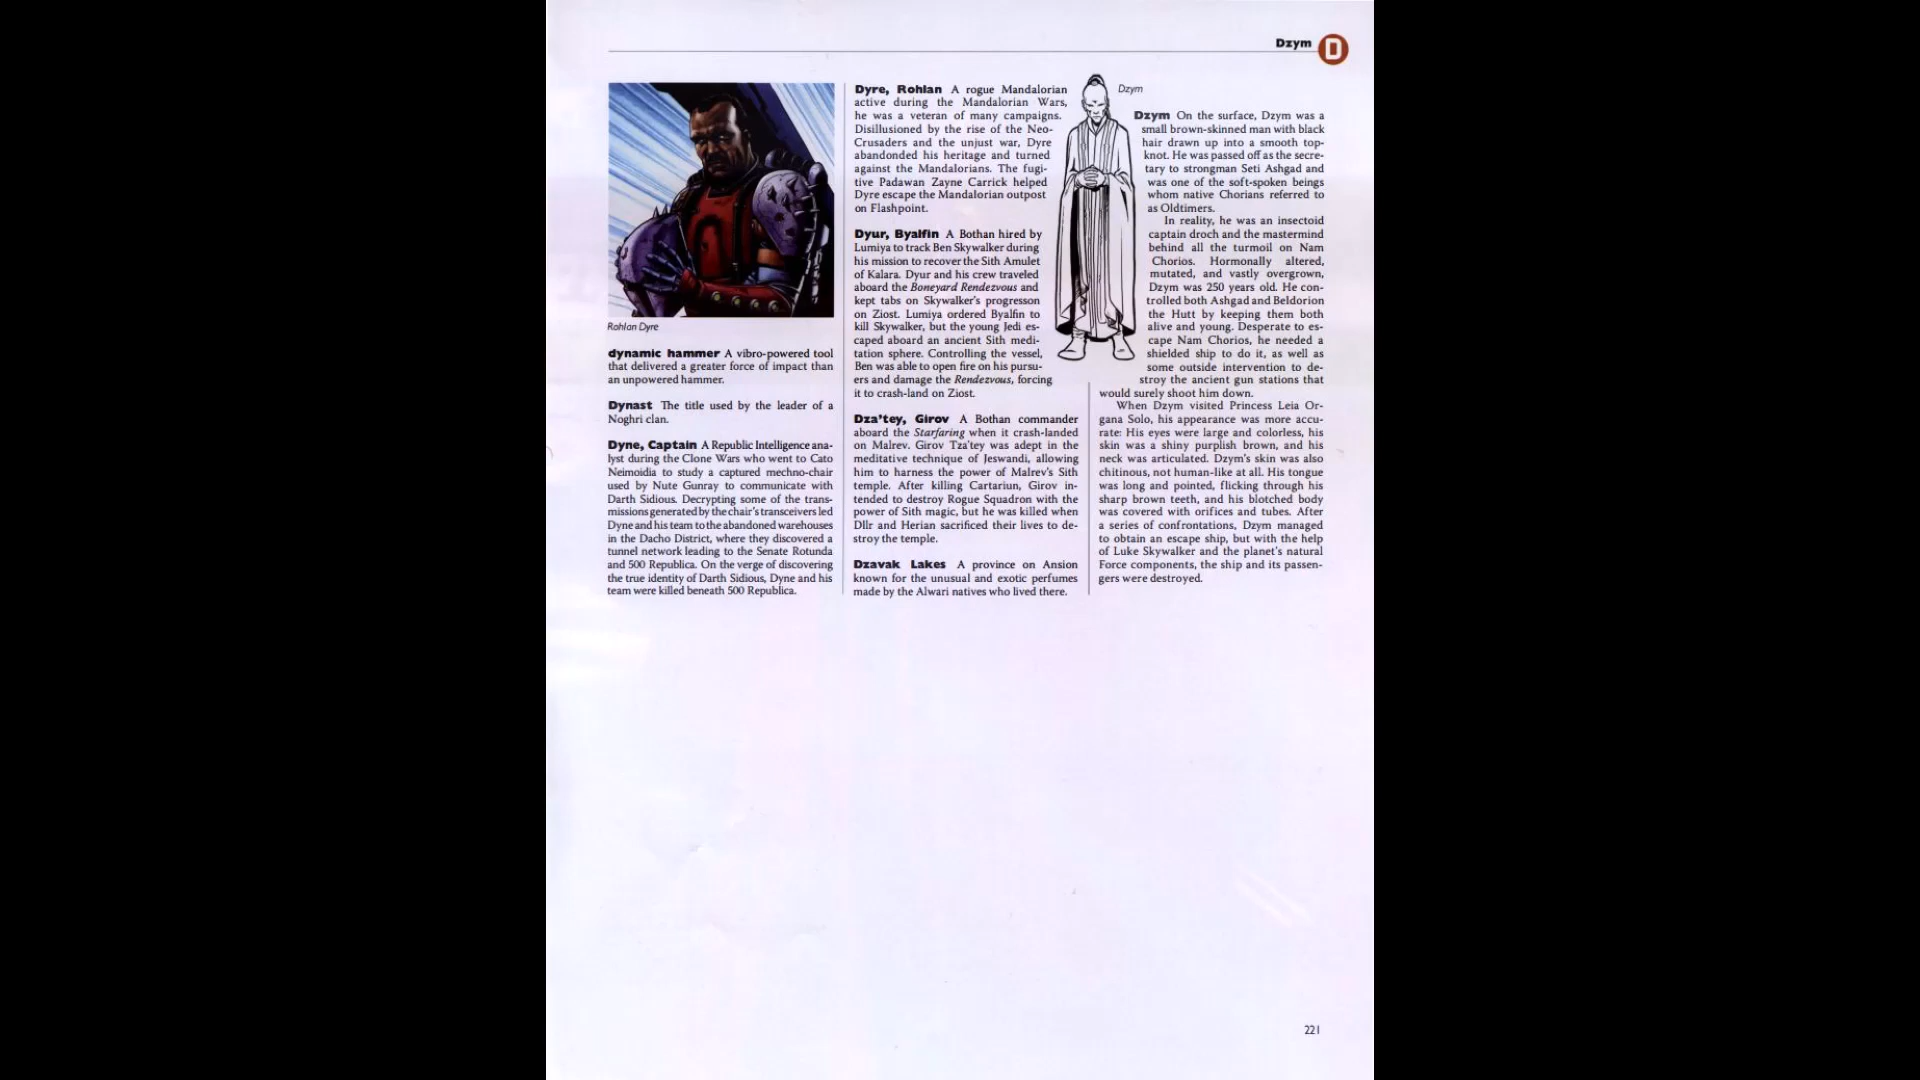 Dzym D
Rohlan Dyre
dynamic hammer A vibro-powered tool
that delivered a greater force of impact than
an unpowered hammer.
Dynast The title used by the leader of a
Noghri clan.
Dyne, Captain A Republic Intelligence ana-
lyst during the Clone Wars who went to Cato
Neimoidia to study a captured mechno-chair
used by Nute Gunray to communicate with
Darth Sidious. Decrypting some of the trans-
missions generated by the chair's transceivers led
Dyne and his team to the abandoned warehouses
in the Dacho District, where they discovered a
tunnel network leading to the Senate Rotunda
and 500 Republica. On the verge of discovering
the true identity of Darth Sidious, Dyne and his
team were killed beneath 500 Republica.
Dyre, Rohlan A rogue Mandalorian
active during the Mandalorian Wars,
he was a veteran of many campaigns.
Disillusioned by the rise of the Neo-
Crusaders and the unjust war, Dyre
abandonded his heritage and turned
against the Mandalorians. The fugi-
tive Padawan Zayne Carrick helped
Dyre escape the Mandalorian outpost
on Flashpoint.
Dyur, Byalfin A Bothan hired by
Lumiya to track Ben Skywalker during
his mission to recover the Sith Amulet
of Kalara. Dyur and his crew traveled
aboard the Boneyard Rendezvous and
kept tabs on Skywalker's progresson
on Ziost. Lumiya ordered Byalfin to
kill Skywalker, but the young Jedi es-
caped aboard an ancient Sith medi-
tation sphere. Controlling the vessel,
Ben was able to open fire on his pursu-
ers and damage the Rendezvous, forcing
it to crash-land on Ziost.
Dza'tey, Girov A Bothan commander
aboard the Starfaring when it crash-landed
on Malrev. Girov Tza'tey was adept in the
meditative technique of Jeswandi, allowing
him to harness the power of Malrev's Sith
temple. After killing Cartariun, Girov in-
tended to destroy Rogue Squadron with the
power of Sith magic, but he was killed when
Dllr and Herian sacrificed their lives to de-
stroy the temple.
Dzavak Lakes A province on Ansion
known for the unusual and exotic perfumes
made by the Alwari natives who lived there.
Dzym
Dzym On the surface, Dzym was a
small brown-skinned man with black
hair drawn up into a smooth top-
knot. He was passed off as the secre-
tary to strongman Seti Ashgad and
was one of the soft-spoken beings
whom native Chorians referred to
as Oldtimers.
In reality, he was an insectoid
captain droch and the mastermind
behind all the turmoil on Nam
Chorios. Hormonally altered,
mutated, and vastly overgrown,
Dzym was 250 years old. He con-
trolled both Ashgad and Beldorion
the Hutt by keeping them both
alive and young. Desperate to es-
cape Nam Chorios, he needed a
shielded ship to do it, as well as
some outside intervention to de-
stroy the ancient gun stations that
would surely shoot him down.
When Dzym visited Princess Leia Or-
gana Solo, his appearance was more accu-
rate: His eyes were large and colorless, his
skin was a shiny purplish brown, and his
neck was articulated. Dzym's skin was also
chitinous, not human-like at all. His tongue
was long and pointed, flicking through his
sharp brown teeth, and his blotched body
was covered with orifices and tubes. After
a series of confrontations, Dzym managed
to obtain an escape ship, but with the help
of Luke Skywalker and the planet's natural
Force components, the ship and its passen-
gers were destroyed.
221